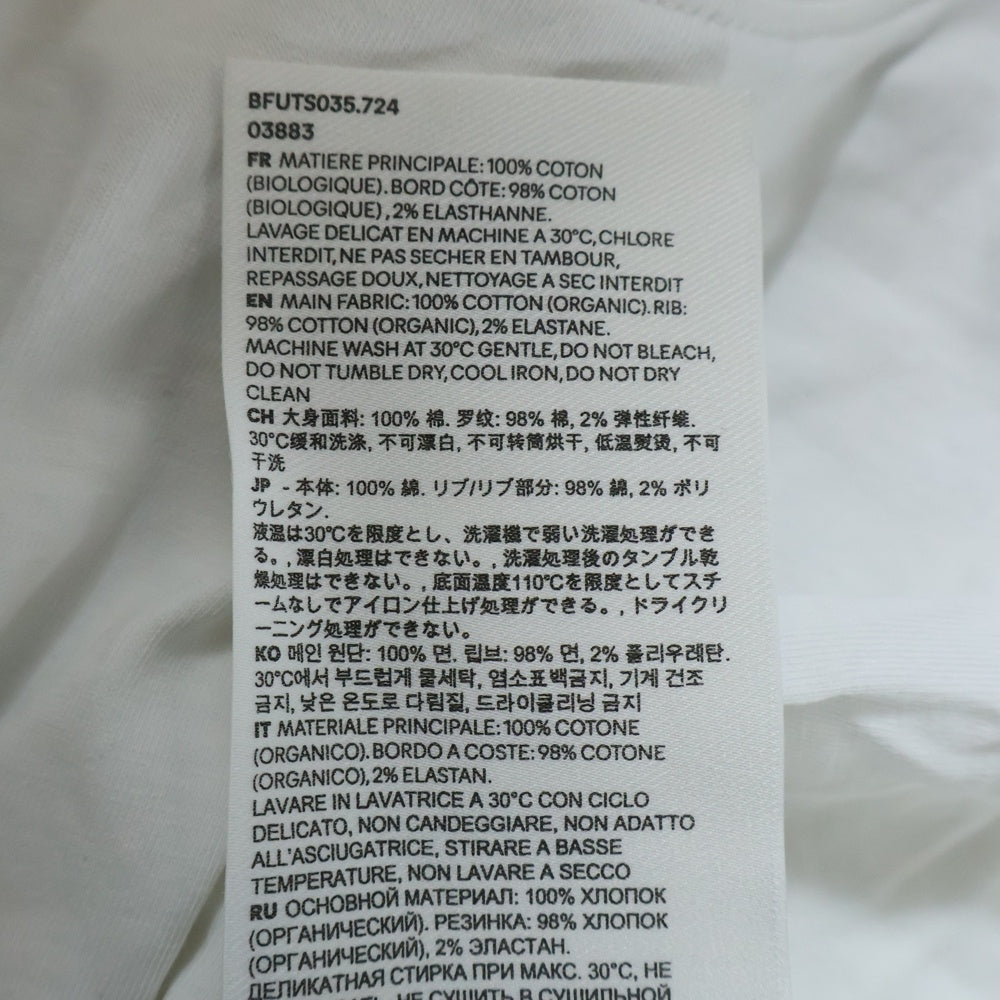 BFUTS035.724
03883
FR MATIERE PRINCIPALE: 100% COTON
(BIOLOGIQUE). BORD CÔTE: 98% COTON
(BIOLOGIQUE), 2% ELASTHANNE.
LAVAGE DELICAT EN MACHINE A 30°C, CHLORE
INTERDIT, NE PAS SECHER EN TAMBOUR,
REPASSAGE DOUX, NETTOYAGE A SEC INTERDIT
EN MAIN FABRIC: 100% COTTON (ORGANIC). RIB:
98% COTTON (ORGANIC), 2% ELASTANE.
MACHINE WASH AT 30°C GENTLE, DO NOT BLEACH,
DO NOT TUMBLE DRY, COOL IRON, DO NOT DRY
CLEAN
CH 大身面料: 100% 棉. 罗纹: 98% 棉, 2% 弹性纤维.
30°C缓和洗涤, 不可漂白, 不可转筒烘干, 低温熨烫, 不可
干洗
JP - 本体: 100% 綿. リブ/リブ部分: 98% 綿, 2% ポリ
ウレタン.
液温は30℃を限度とし、洗濯機で弱い洗濯処理ができ
る。, 漂白処理はできない。, 洗濯処理後のタンブル乾
燥処理はできない。, 底面温度110℃を限度としてスチ
ームなしでアイロン仕上げ処理ができる。, ドライクリ
ーニング処理ができない。
KO 메인 원단: 100% 면. 립브: 98% 면, 2% 폴리우레탄.
30°C에서 부드럽게 물세탁, 염소표백금지, 기계 건조
금지, 낮은 온도로 다림질, 드라이클리닝 금지
IT MATERIALE PRINCIPALE: 100% COTONE
(ORGANICO). BORDO A COSTE: 98% COTONE
(ORGANICO), 2% ELASTAN.
LAVARE IN LAVATRICE A 30°C CON CICLO
DELICATO, NON CANDEGGIARE, NON ADATTO
ALL'ASCIUGATRICE, STIRARE A BASSE
TEMPERATURE, NON LAVARE A SECCO
RU ОСНОВНОЙ МАТЕРИАЛ: 100% ХЛОПОК
(ОРГАНИЧЕСКИЙ). РЕЗИНКА: 98% ХЛОПОК
(ОРГАНИЧЕСКИЙ), 2% ЭЛАСТАН.
ДЕЛИКАТНАЯ СТИРКА ПРИ МАКС. 30°C, НЕ
НЕ СУШИТЬ В СУШИЛЬНОЙ